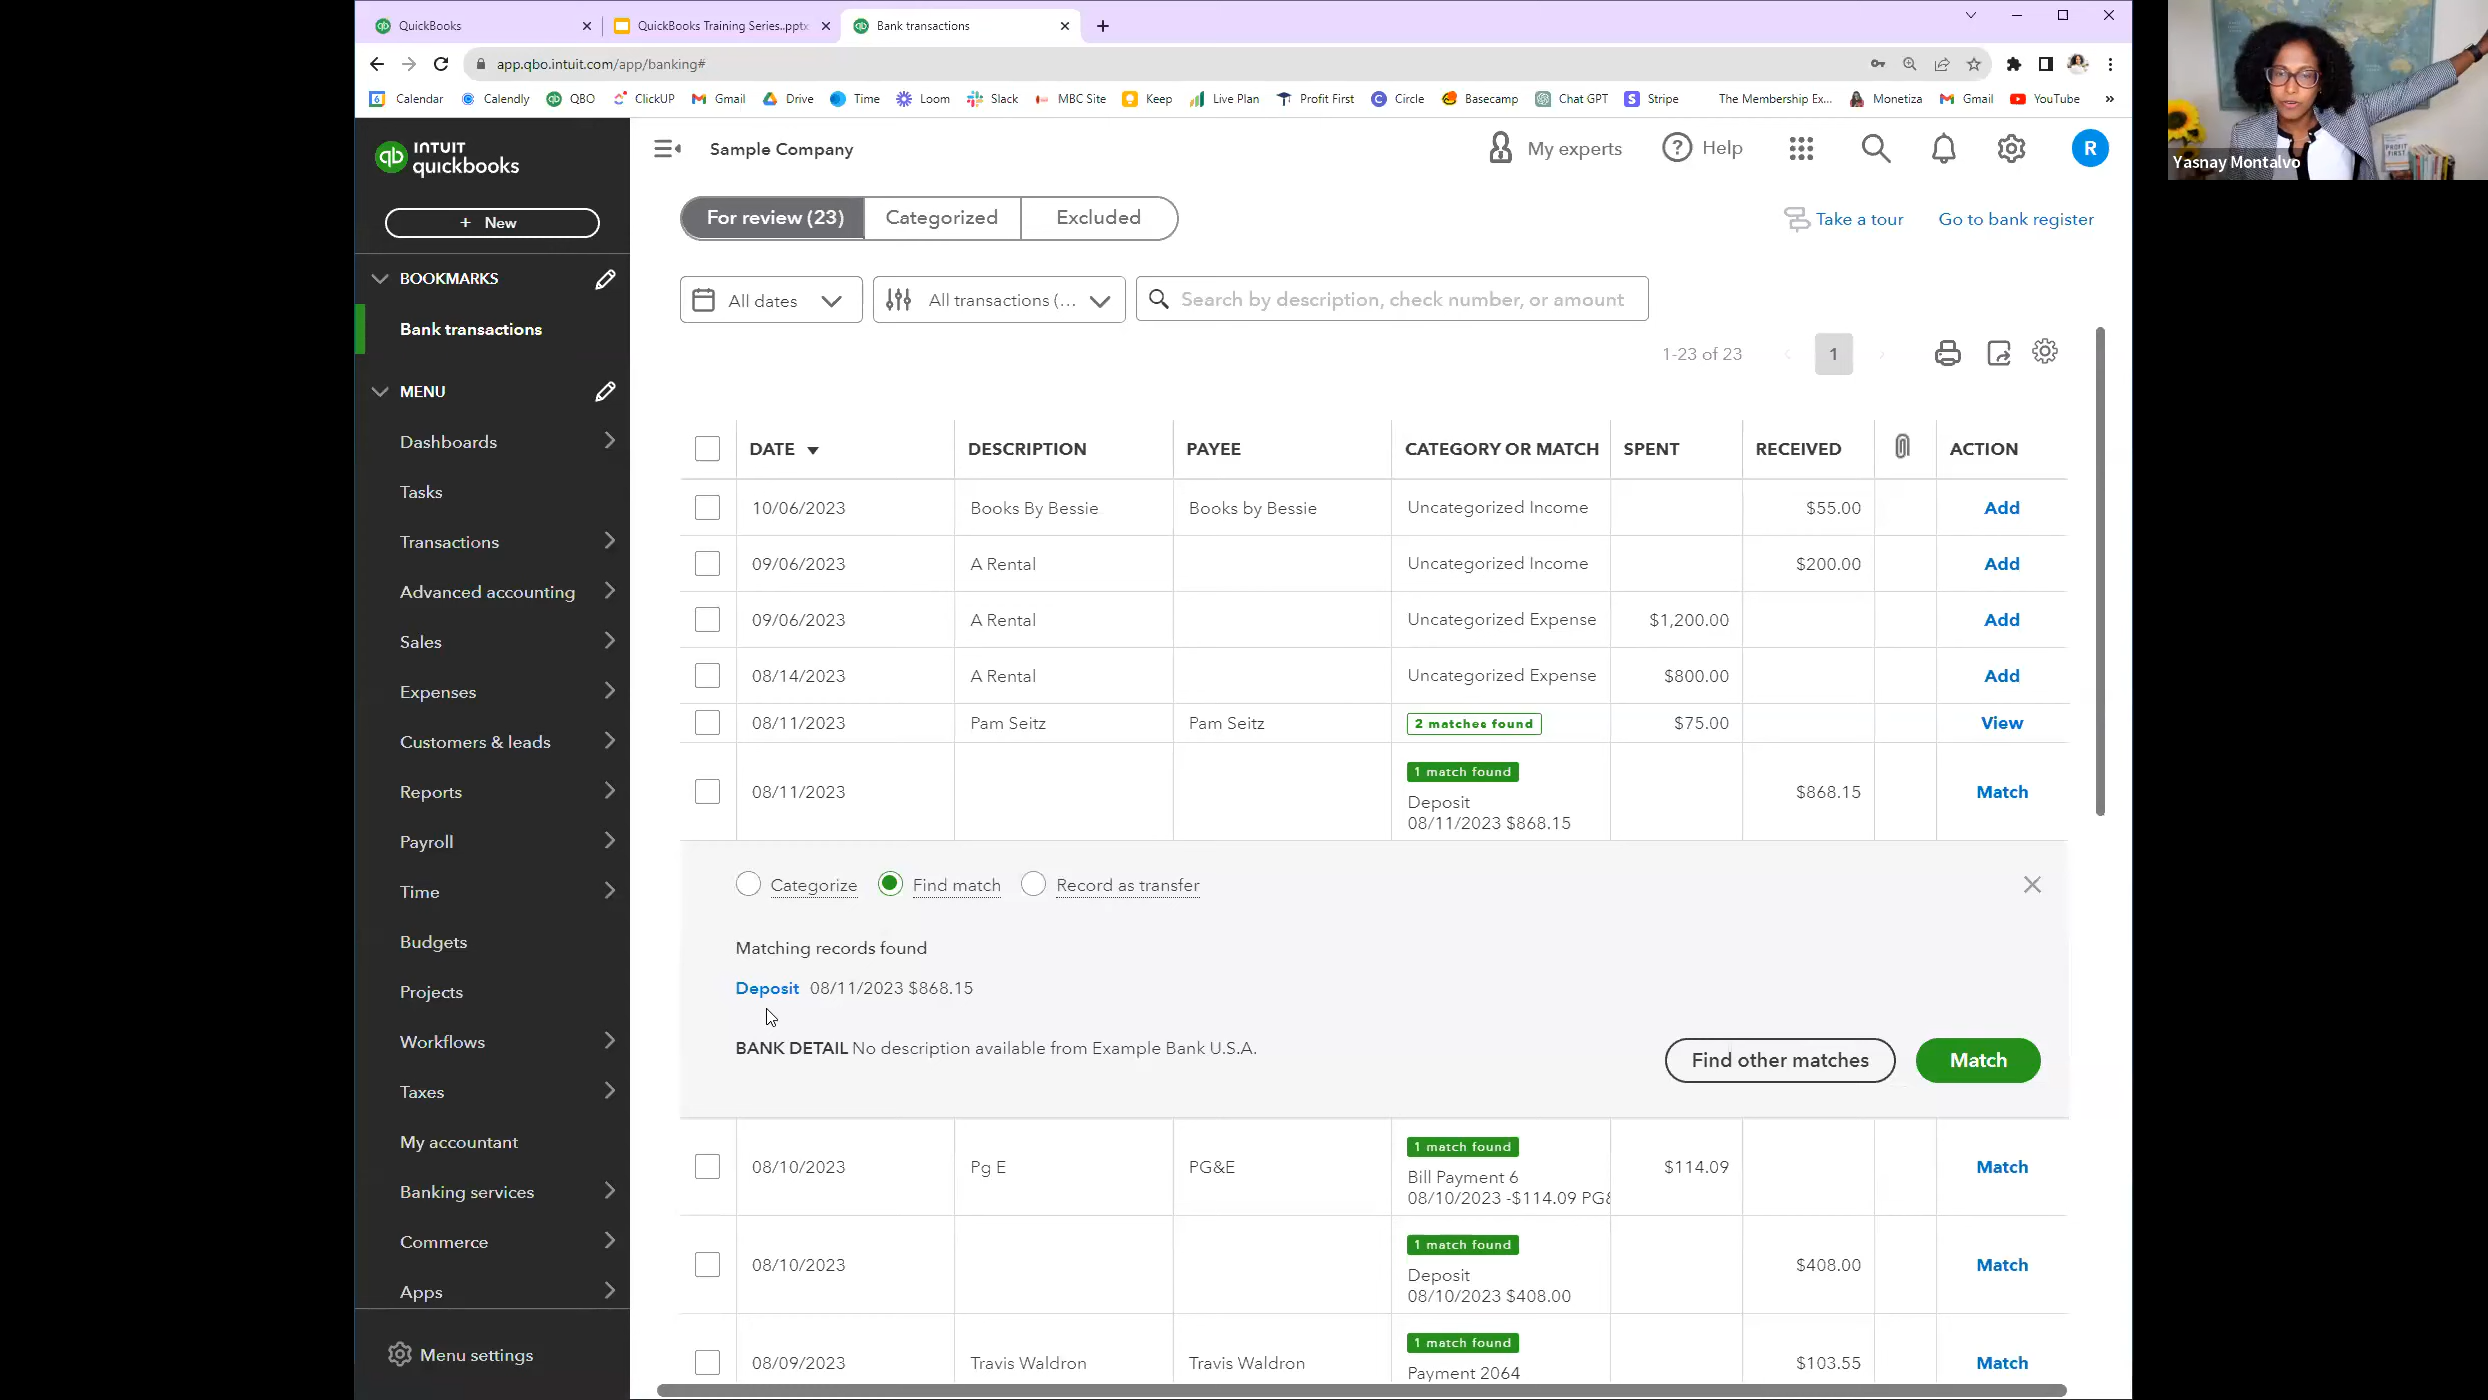 QuickBooks
QuickBooks Training Series..pptx
Bank transactions
app.qbo.intuit.com/app/banking#
Calendar Calendly QBO ClickUP Gmail Drive Time Loom Slack MBC Site Keep Live Plan Profit First Circle Basecamp Chat GPT Stripe The Membership Ex... Monetiza Gmail YouTube »
Yasnay Montalvo
PROFIT FIRST
qb INTUIT quickbooks
Sample Company
My experts
Help
R
+ New
For review (23) Categorized Excluded
Take a tour Go to bank register
BOOKMARKS
Bank transactions
MENU
Dashboards
Tasks
Transactions
Advanced accounting
Sales
Expenses
Customers & leads
Reports
Payroll
Time
Budgets
Projects
Workflows
Taxes
My accountant
Banking services
Commerce
Apps
Menu settings
All dates All transactions (... Search by description, check number, or amount
1-23 of 23 1
DATE DESCRIPTION PAYEE CATEGORY OR MATCH SPENT RECEIVED ACTION
10/06/2023 Books By Bessie Books by Bessie Uncategorized Income $55.00 Add
09/06/2023 A Rental Uncategorized Income $200.00 Add
09/06/2023 A Rental Uncategorized Expense $1,200.00 Add
08/14/2023 A Rental Uncategorized Expense $800.00 Add
08/11/2023 Pam Seitz Pam Seitz 2 matches found $75.00 View
1 match found
08/11/2023 $868.15 Match
Deposit
08/11/2023 $868.15
Categorize Find match Record as transfer
Matching records found
Deposit 08/11/2023 $868.15
BANK DETAIL No description available from Example Bank U.S.A.
Find other matches Match
1 match found
08/10/2023 Pg E PG&E $114.09 Match
Bill Payment 6
08/10/2023 -$114.09 PG&
1 match found
08/10/2023 $408.00 Match
Deposit
08/10/2023 $408.00
1 match found
08/09/2023 Travis Waldron Travis Waldron $103.55 Match
Payment 2064